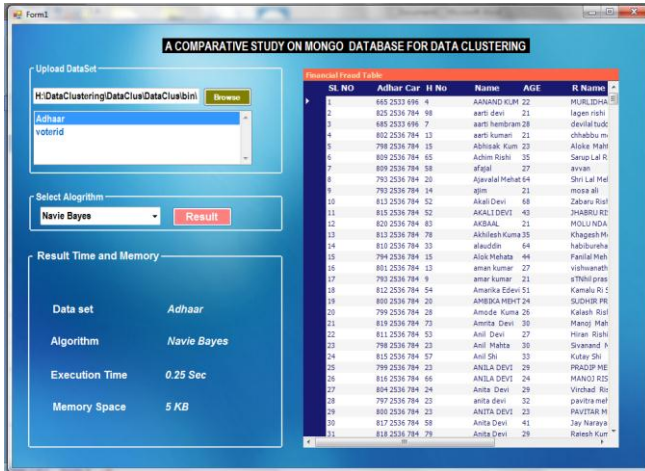 Form1
A COMPARATIVE STUDY ON MONGO DATABASE FOR DATA CLUSTERING
Upload DataSet
H:\DataClustering\DataClus\DataClus\bin\
Browse
Adhaar
voterid
Select Alogrithm
Navie Bayes
Result
Result Time and Memory
Data set Adhaar
Algorithm Navie Bayes
Execution Time 0.25 Sec
Memory Space 5 KB
Financial Fraod Table
SL NO Adhar Car H No Name AGE R Name
1 665 2533 696 4 AANAND KUM 22 MURLIDHA
2 825 2536 784 98 aarti devi 21 lagen rishi
3 685 2533 696 7 aarti hembram 28 devilal tudu
4 802 2536 784 13 aarti kumari 21 chhabbu m
5 798 2536 784 15 Abhisak Kum 23 Aloke Maht
6 809 2536 784 65 Achim Rishi 35 Sarup Lal R
7 809 2536 784 58 afajal 27 avvan
8 793 2536 784 20 Ajavalal Mehat 64 Shri Lal Meh
9 793 2536 784 14 ajim 21 mosa ali
10 813 2536 784 52 Akali Devi 68 Zabaru Rish
11 815 2536 784 52 AKALI DEVI 43 JHABRU RI
12 820 2536 784 83 AKBAAL 21 MOLU NDA
13 813 2536 784 78 Akhilesh Kuma 35 Khagesh M
14 810 2536 784 33 alauddin 64 habibureha
15 794 2536 784 15 Alok Mehata 44 Fanilal Meh
16 801 2536 784 13 aman kumar 27 vishwanath
17 793 2536 784 9 amar kumar 21 sTNhil pras
18 812 2536 784 54 Amarika Edevi 51 Kamalu Ri S
19 800 2536 784 20 AMBIKA MEHT 24 SUDHIR PR
20 799 2536 784 28 Amode Kuma 26 Kalash Rish
21 819 2536 784 73 Amrita Devi 30 Manoj Mah
22 811 2536 784 53 Anil Devi 27 Hiran Rishi
23 798 2536 784 23 Anil Mahta 30 Sivanand
24 815 2536 784 57 Anil Shi 33 Kutay Shi
25 799 2536 784 23 ANILA DEVI 29 PRADIP ME
26 816 2536 784 66 ANILA DEVI 24 MANOJ RIS
27 804 2536 784 24 Anita Devi 29 Virchad Ris
28 797 2536 784 23 anita devi 32 pavitra meh
29 800 2536 784 23 ANITA DEVI 23 PAVITAR M
30 817 2536 784 58 Anita Devi 41 Jay Naraya
31 818 2536 784 79 Anita Devi 29 Ratesh Kum